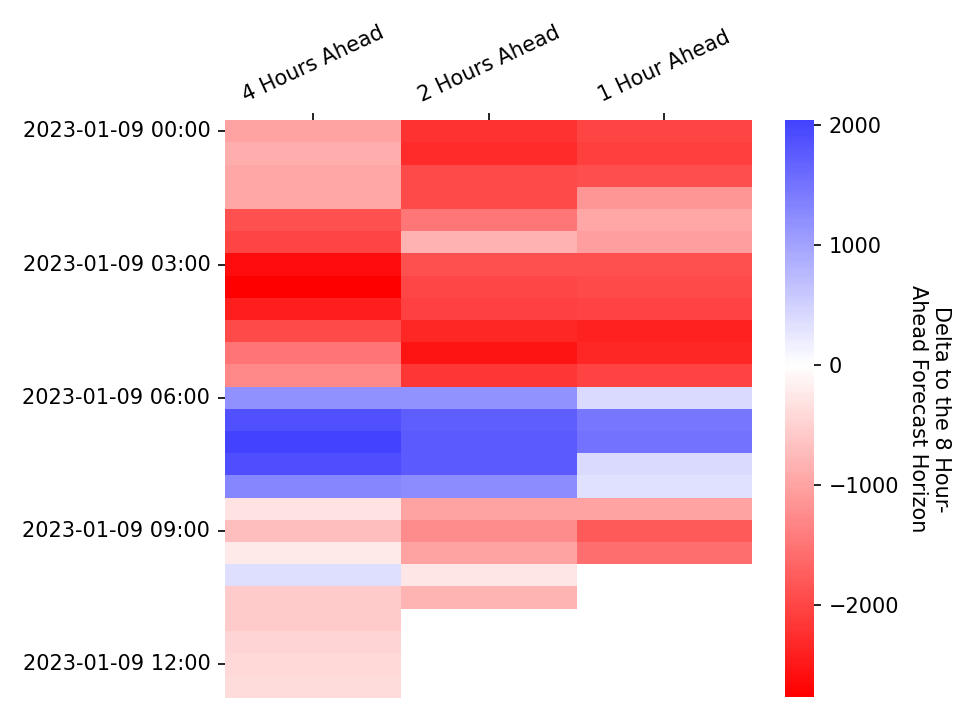 4 Hours Ahead
2 Hours Ahead
1 Hour Ahead
2023-01-09 00:00
2023-01-09 03:00
2023-01-09 06:00
2023-01-09 09:00
2023-01-09 12:00
2000
1000
0
−1000
−2000
Delta to the 8 Hour-
Ahead Forecast Horizon